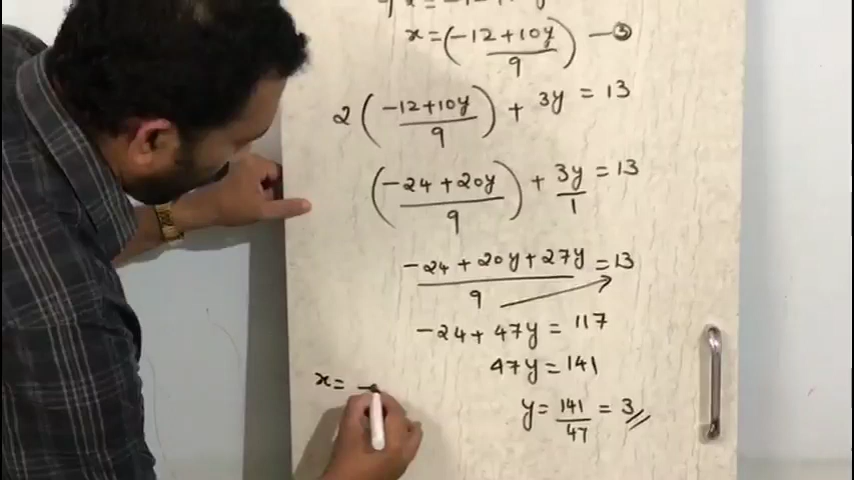 x = (-12 + 10y / 9) — ③
2 (-12 + 10y / 9) + 3y = 13
(-24 + 20y / 9) + 3y / 1 = 13
-24 + 20y + 27y / 9 = 13
-24 + 47y = 117
47y = 141
y = 141 / 47 = 3
x = -